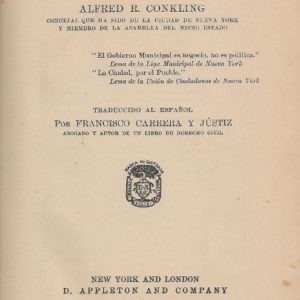 ALFRED R. CONKLING
CONCEJAL QUE HA SIDO DE LA CIUDAD DE NUEVA YORK
Y MIEMBRO DE LA ASAMBLEA DEL MISMO ESTADO
"El Gobierno Municipal es negocio, no es política."
Lema de la Liga Municipal de Nueva York
"La Ciudad, por el Pueblo."
Lema de la Unión de Ciudadanos de Nueva York
TRADUCCIDO AL ESPAÑOL
POR FRANCISCO CARRERA Y JÚSTIZ
ABOGADO Y AUTOR DE UN LIBRO DE DERECHO CIVIL
NEW YORK AND LONDON
D. APPLETON AND COMPANY